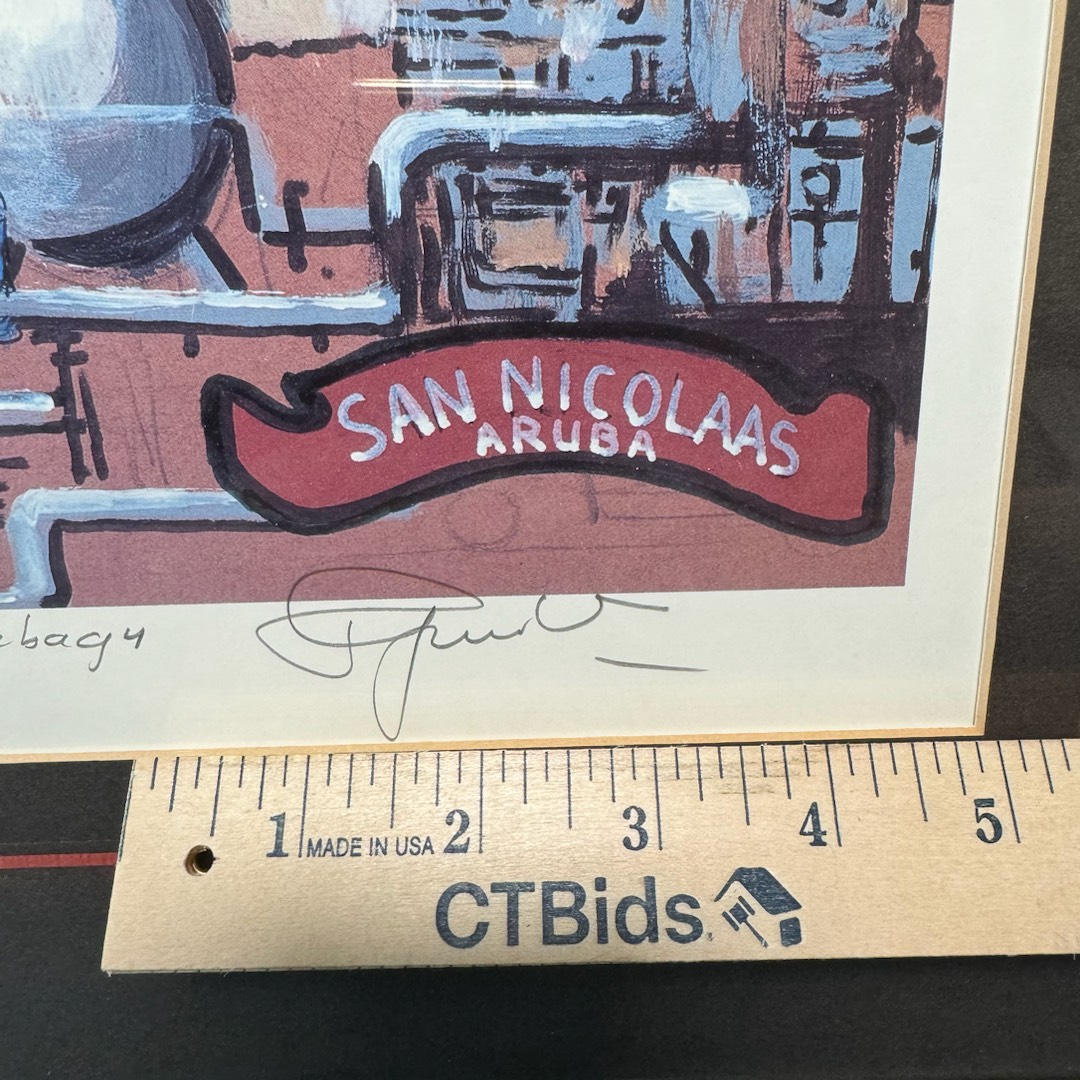 SAN NICOLAAS
ARUBA
1 2 3 4 5
MADE IN USA
CTBids